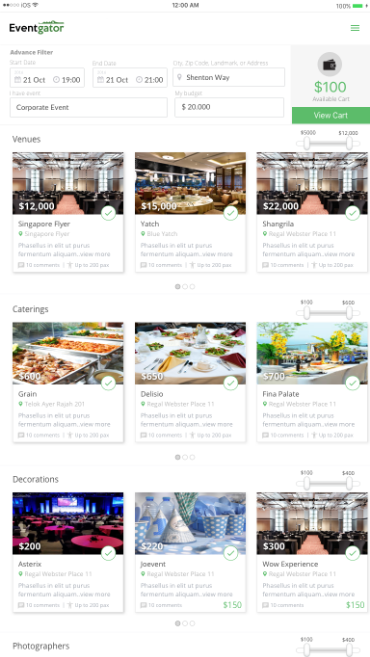 iOS
12:00 AM
100%
Eventgator
Advance Filter
Start Date
End Date
City, Zip Code, Landmark, or Address
21 Oct 19:00
21 Oct 21:00
Shenton Way
I have event
My Budget
Corporate Event
$ 20.000
$100
Available Cart
View Cart
Venues
$5000 $12,000
$12,000
$15,000
$22,000
Singapore Flyer
Yatch
Shangrila
Singapore Flyer
Blue Yatch
Regal Webster Place 11
Phasellus in elit ut purus
fermentum aliquam..view more
10 comments | Up to 200 pax
Phasellus in elit ut purus
fermentum aliquam..view more
10 comments | Up to 200 pax
Phasellus in elit ut purus
fermentum aliquam..view more
10 comments | Up to 200 pax
Caterings
$100 $600
$600
$550
$700
Grain
Delisio
Fina Palate
Telok Ayer Rajah 201
Regal Webster Place 11
Regal Webster Place 11
Phasellus in elit ut purus
fermentum aliquam..view more
10 comments | Up to 200 pax
Phasellus in elit ut purus
fermentum aliquam..view more
10 comments | Up to 200 pax
Phasellus in elit ut purus
fermentum aliquam..view more
10 comments | Up to 200 pax
Decorations
$100 $400
$200
$220
$300
Asterix
Joevent
Wow Experience
Regal Webster Place 11
Regal Webster Place 11
Regal Webster Place 11
Phasellus in elit ut purus
fermentum aliquam..view more
10 comments | Up to 200 pax
Phasellus in elit ut purus
fermentum aliquam..view more
10 comments $150
Phasellus in elit ut purus
fermentum aliquam..view more
10 comments $150
Photographers
$100 $400